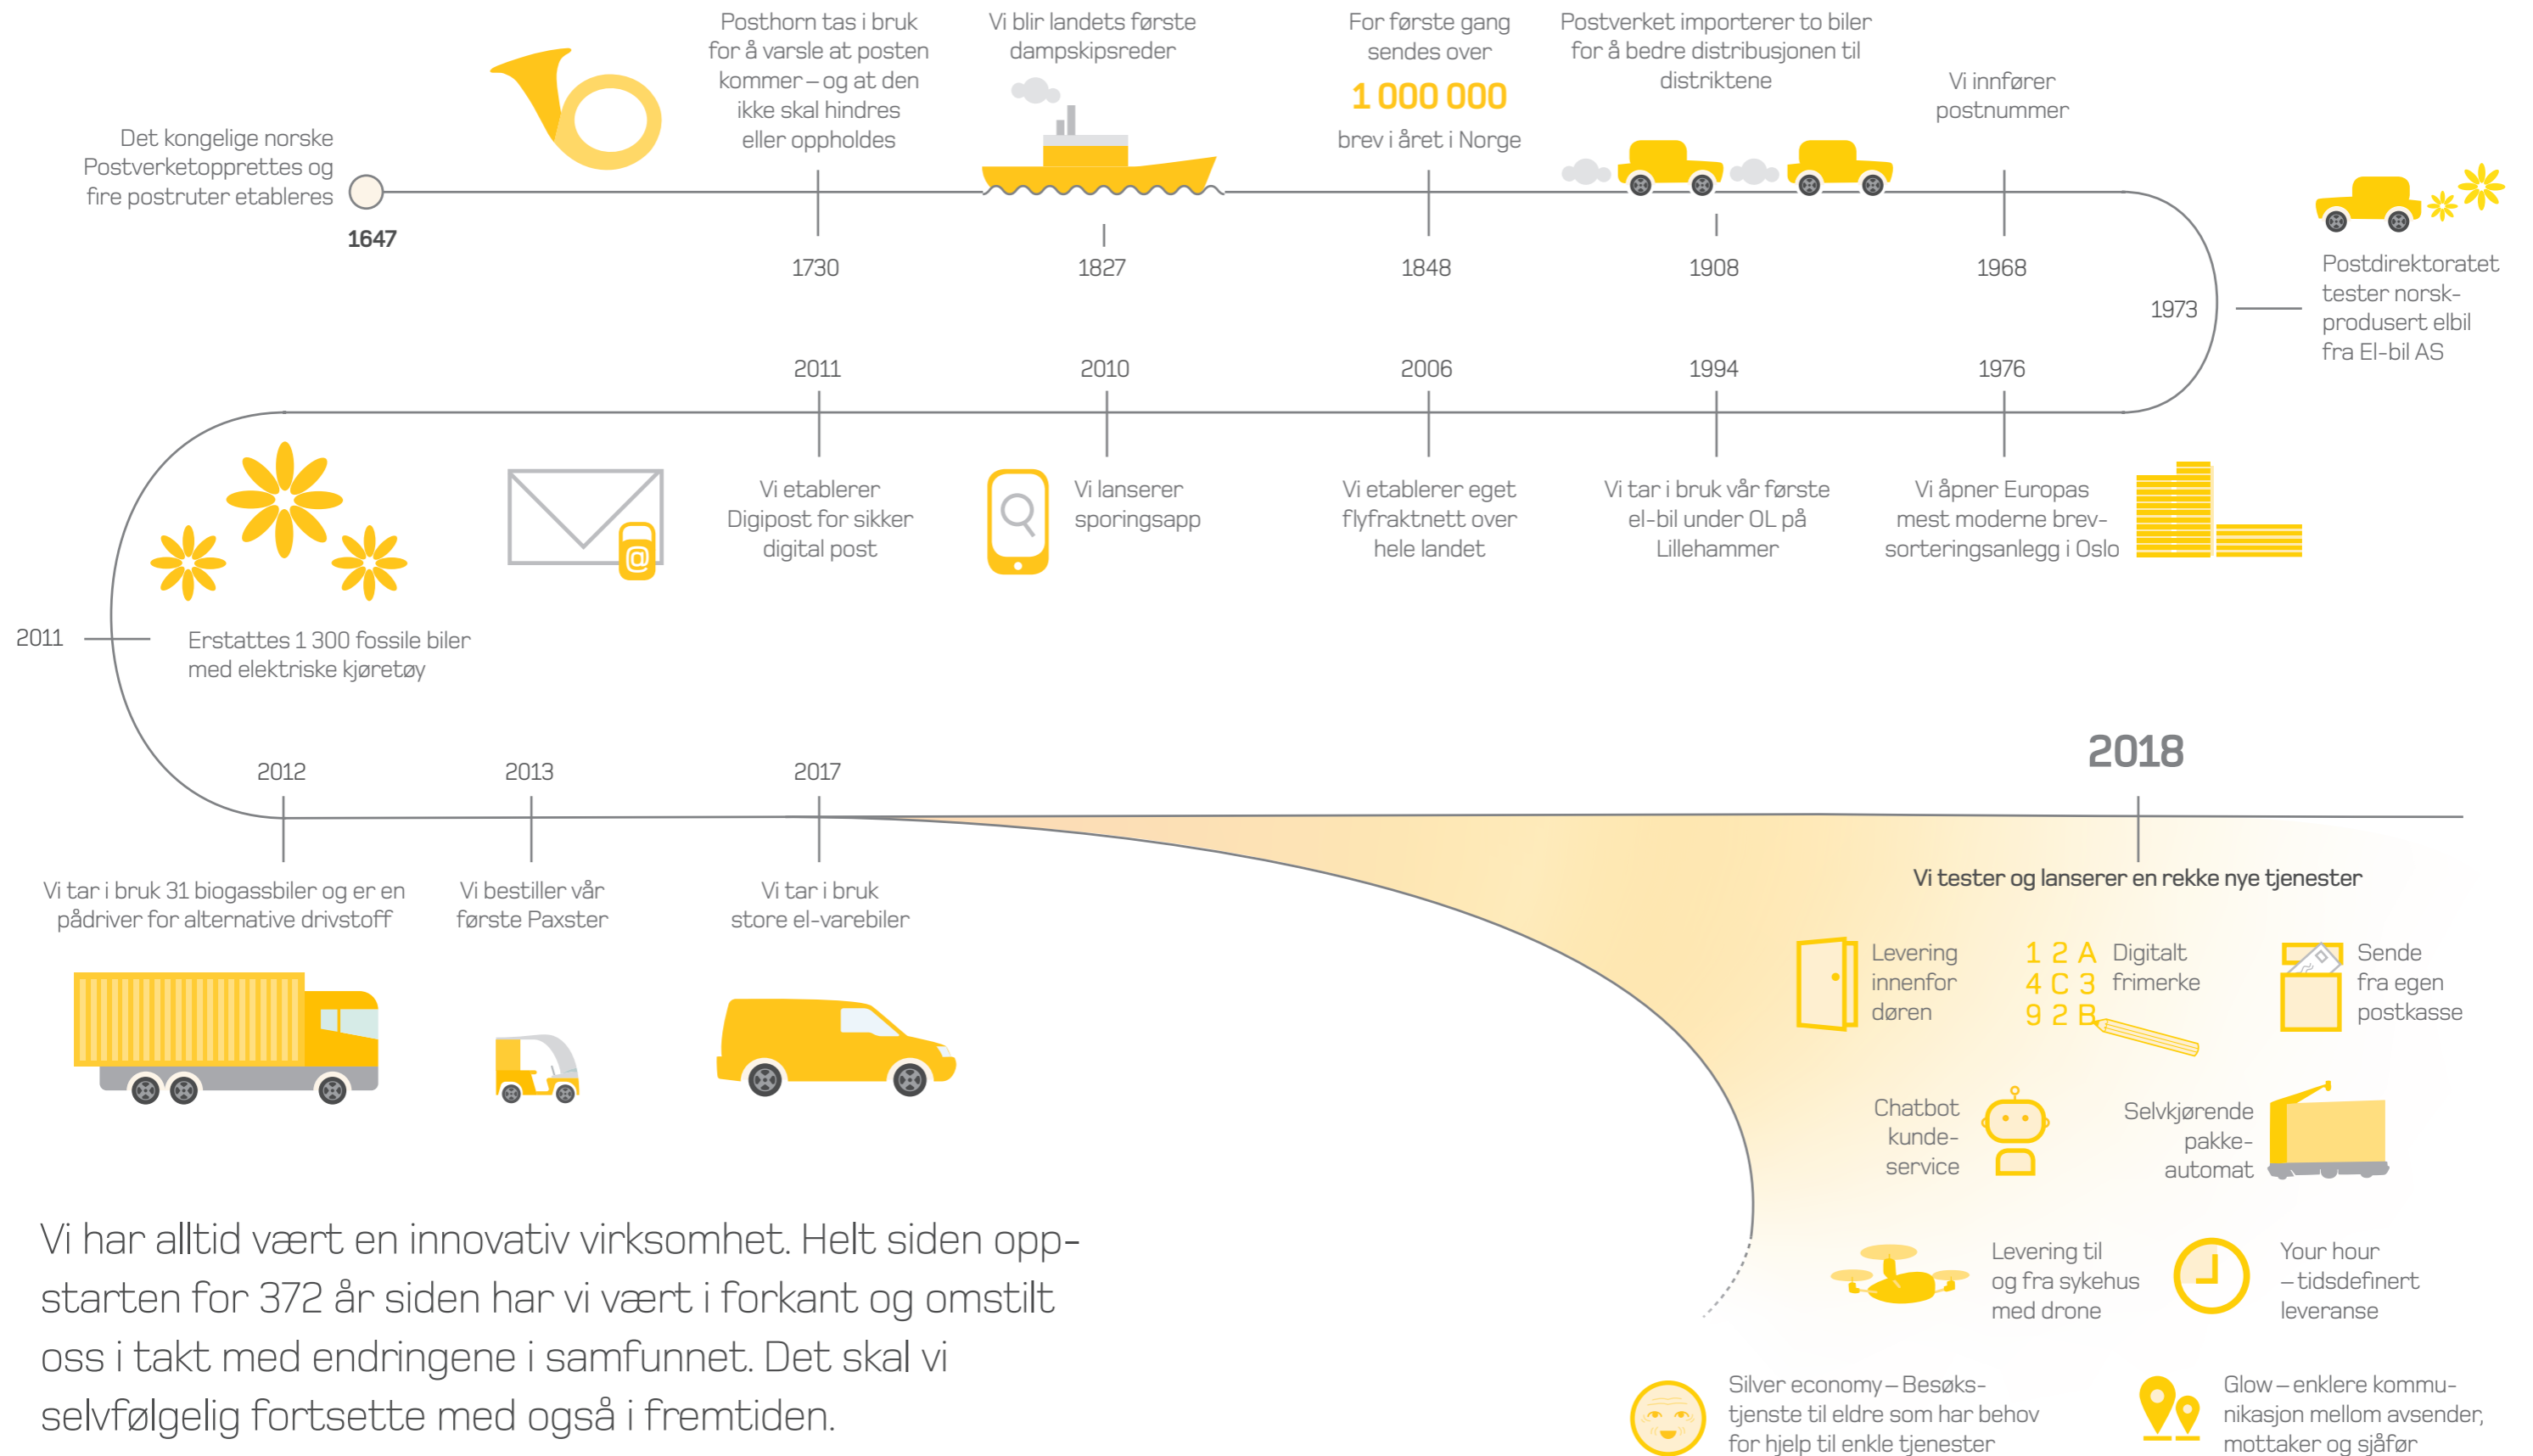 Det kongelige norske
Postverketopprettes og
fire postruter etableres
1647
Posthorn tas i bruk
for å varsle at posten
kommer – og at den
ikke skal hindres
eller oppholdes
1730
Vi blir landets første
dampskipsreder
1827
For første gang
sendes over
1 000 000
brev i året i Norge
1848
Postverket importerer to biler
for å bedre distribusjonen til
distriktene
1908
Vi innfører
postnummer
1968
1973
Postdirektoratet
tester norsk-
produsert elbil
fra El-bil AS
1976
Vi åpner Europas
mest moderne brev-
sorteringsanlegg i Oslo
1994
Vi tar i bruk vår første
el-bil under OL på
Lillehammer
2006
Vi etablerer eget
flyfraktnett over
hele landet
2010
Vi lanserer
sporingsapp
2011
Vi etablerer
Digipost for sikker
digital post
@
2011
Erstattes 1 300 fossile biler
med elektriske kjøretøy
2012
Vi tar i bruk 31 biogassbiler og er en
pådriver for alternative drivstoff
2013
Vi bestiller vår
første Paxster
2017
Vi tar i bruk
store el-varebiler
2018
Vi tester og lanserer en rekke nye tjenester
Levering
innenfor
døren
1 2 A
4 C 3
9 2 B
Digitalt
frimerke
Sende
fra egen
postkasse
Chatbot
kunde-
service
Selvkjørende
pakke-
automat
Levering til
og fra sykehus
med drone
Your hour
– tidsdefinert
leveranse
Silver economy – Besøks-
tjenste til eldre som har behov
for hjelp til enkle tjenester
Glow – enklere kommu-
nikasjon mellom avsender,
mottaker og sjåfør
Vi har alltid vært en innovativ virksomhet. Helt siden opp-
starten for 372 år siden har vi vært i forkant og omstilt
oss i takt med endringene i samfunnet. Det skal vi
selvfølgelig fortsette med også i fremtiden.